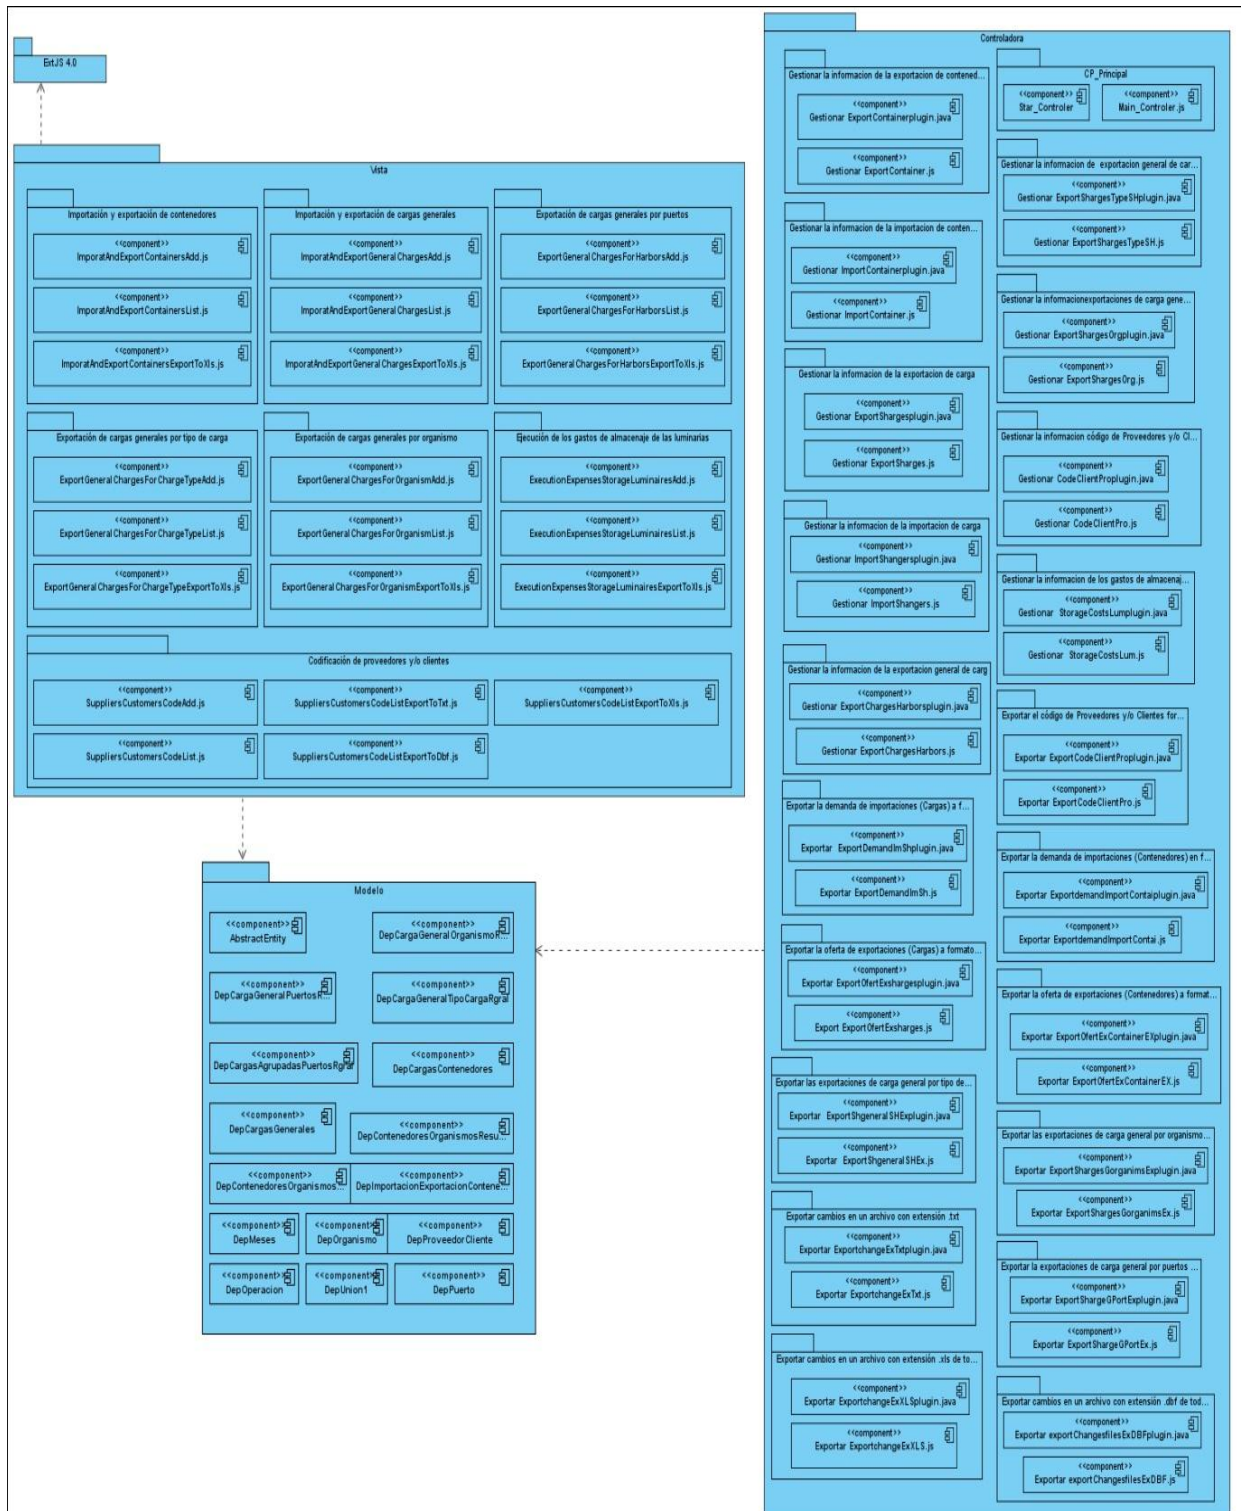 ExtJS 4.0
Vista
Importación y exportación de contenedores
<<component>>
ImporatAndExportContainersAdd.js
<<component>>
ImporatAndExportContainersList.js
<<component>>
ImporatAndExportContainersExportToXls.js
Importación y exportación de cargas generales
<<component>>
ImporatAndExportGeneralChargesAdd.js
<<component>>
ImporatAndExportGeneralChargesList.js
<<component>>
ImporatAndExportGeneralChargesExportToXls.js
Exportación de cargas generales por puertos
<<component>>
ExportGeneralChargesForHarborsAdd.js
<<component>>
ExportGeneralChargesForHarborsList.js
<<component>>
ExportGeneralChargesForHarborsExportToXls.js
Exportación de cargas generales por tipo de carga
<<component>>
ExportGeneralChargesForChargeTypeAdd.js
<<component>>
ExportGeneralChargesForChargeTypeList.js
<<component>>
ExportGeneralChargesForChargeTypeExportToXls.js
Exportación de cargas generales por organismo
<<component>>
ExportGeneralChargesForOrganismAdd.js
<<component>>
ExportGeneralChargesForOrganismList.js
<<component>>
ExportGeneralChargesForOrganismExportToXls.js
Ejecución de los gastos de almacenaje de las luminarias
<<component>>
ExecutionExpensesStorageLuminairesAdd.js
<<component>>
ExecutionExpensesStorageLuminairesList.js
<<component>>
ExecutionExpensesStorageLuminairesExportToXls.js
Codificación de proveedores y/o clientes
<<component>>
SuppliersCustomersCodeAdd.js
<<component>>
SuppliersCustomersCodeListExportToTxt.js
<<component>>
SuppliersCustomersCodeListExportToXls.js
<<component>>
SuppliersCustomersCodeList.js
<<component>>
SuppliersCustomersCodeListExportToDbf.js
Modelo
<<component>>
AbstractEntity
<<component>>
DepCargaGeneralOrganismoR...
<<component>>
DepCargaGeneralPuertosR...
<<component>>
DepCargaGeneralTipoCargaRgral
<<component>>
DepCargasAgrupadasPuertosRgral
<<component>>
DepCargasContenedores
<<component>>
DepCargasGenerales
<<component>>
DepContenedoresOrganismosResu...
<<component>>
DepContenedoresOrganismos...
<<component>>
DepImportacionExportacionContene...
<<component>>
DepMeses
<<component>>
DepOrganismo
<<component>>
DepProveedorCliente
<<component>>
DepOperacion
<<component>>
DepUnion1
<<component>>
DepPuerto
Controladora
Gestionar la informacion de la exportacion de contened...
<<component>>
Gestionar ExportContainerplugin.java
<<component>>
Gestionar ExportContainer.js
Gestionar la informacion de la importacion de conten...
<<component>>
Gestionar ImportContainerplugin.java
<<component>>
Gestionar ImportContainer.js
Gestionar la informacion de la exportacion de carga
<<component>>
Gestionar ExportShargesplugin.java
<<component>>
Gestionar ExportSharges.js
Gestionar la informacion de la importacion de carga
<<component>>
Gestionar ImportShangersplugin.java
<<component>>
Gestionar ImportShangers.js
Gestionar la informacion de la exportacion general de carg
<<component>>
Gestionar ExportChargesHarborsplugin.java
<<component>>
Gestionar ExportChargesHarbors.js
Exportar la demanda de importaciones (Cargas) a f...
<<component>>
Exportar ExportDemandImShplugin.java
<<component>>
Exportar ExportDemandImSh.js
Exportar la oferta de exportaciones (Cargas) a formato...
<<component>>
Exportar ExportOfertExshargesplugin.java
<<component>>
Export ExportOfertExsharges.js
Exportar las exportaciones de carga general por tipo de...
<<component>>
Exportar ExportShgeneralSHExplugin.java
<<component>>
Exportar ExportShgeneralSHEx.js
Exportar cambios en un archivo con extensión .txt
<<component>>
Exportar ExportchangeExTxtplugin.java
<<component>>
Exportar ExportchangeExTxt.js
Exportar cambios en un archivo con extensión .xls de to...
<<component>>
Exportar ExportchangeExXLSplugin.java
<<component>>
Exportar ExportchangeExXLS.js
CP_Principal
<<component>>
Star_Controler
<<component>>
Main_Controler.js
Gestionar la informacion de exportacion general de car...
<<component>>
Gestionar ExportShargesTypeSHplugin.java
<<component>>
Gestionar ExportShargesTypeSH.js
Gestionar la informacionexportaciones de carga gene...
<<component>>
Gestionar ExportShargesOrgplugin.java
<<component>>
Gestionar ExportShargesOrg.js
Gestionar la informacion código de Proveedores y/o Cl...
<<component>>
Gestionar CodeClientProplugin.java
<<component>>
Gestionar CodeClientPro.js
Gestionar la informacion de los gastos de almacenaj...
<<component>>
Gestionar StorageCostsLumplugin.java
<<component>>
Gestionar StorageCostsLum.js
Exportar el código de Proveedores y/o Clientes for...
<<component>>
Exportar ExportCodeClientProplugin.java
<<component>>
Exportar ExportCodeClientPro.js
Exportar la demanda de importaciones (Contenedores) en f...
<<component>>
Exportar ExportdemandImportContaiplugin.java
<<component>>
Exportar ExportdemandImportContai.js
Exportar la oferta de exportaciones (Contenedores) a format...
<<component>>
Exportar ExportOfertExContainerEXplugin.java
<<component>>
Exportar ExportOfertExContainerEX.js
Exportar las exportaciones de carga general por organismo...
<<component>>
Exportar ExportShargesGorganimsExplugin.java
<<component>>
Exportar ExportShargesGorganimsEx.js
Exportar la exportaciones de carga general por puertos ...
<<component>>
Exportar ExportShargeGPortExplugin.java
<<component>>
Exportar ExportShargeGPortEx.js
Exportar cambios en un archivo con extensión .dbf de tod...
<<component>>
Exportar exportChangesfilesExDBFplugin.java
<<component>>
Exportar exportChangesfilesExDBF.js